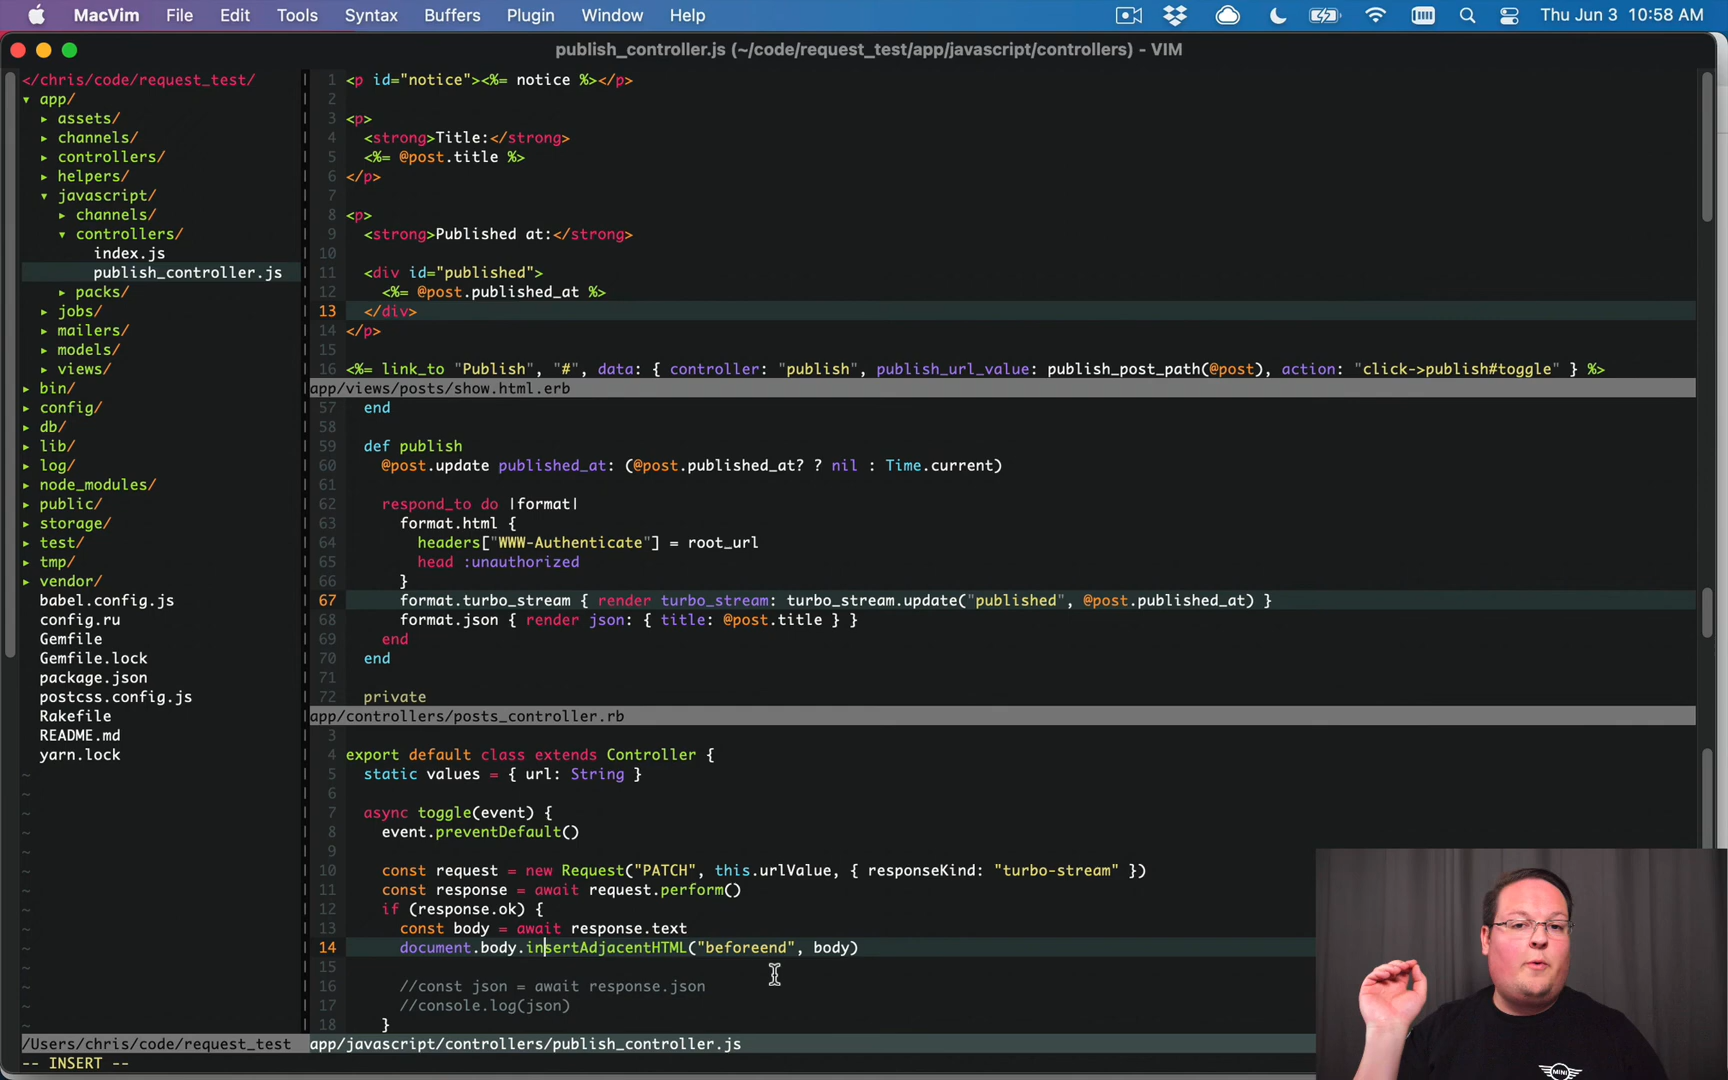 MacVim File Edit Tools Syntax Buffers Plugin Window Help Thu Jun 3 10:58 AM
publish_controller.js (~/code/request_test/app/javascript/controllers) - VIM
</chris/code/request_test/
▾ app/
▸ assets/
▸ channels/
▸ controllers/
▸ helpers/
▾ javascript/
▸ channels/
▾ controllers/
index.js
publish_controller.js
▸ packs/
▸ jobs/
▸ mailers/
▸ models/
▸ views/
▸ bin/
▸ config/
▸ db/
▸ lib/
▸ log/
▸ node_modules/
▸ public/
▸ storage/
▸ test/
▸ tmp/
▸ vendor/
babel.config.js
config.ru
Gemfile
Gemfile.lock
package.json
postcss.config.js
Rakefile
README.md
yarn.lock
~
~
~
~
~
~
~
~
~
~
~
~
~
~
/Users/chris/code/request_test
1 <p id="notice"><%= notice %></p>
2
3 <p>
4 <strong>Title:</strong>
5 <%= @post.title %>
6 </p>
7
8 <p>
9 <strong>Published at:</strong>
10
11 <div id="published">
12 <%= @post.published_at %>
13 </div>
14 </p>
15
16 <%= link_to "Publish", "#", data: { controller: "publish", publish_url_value: publish_post_path(@post), action: "click->publish#toggle" } %>
app/views/posts/show.html.erb
57 end
58
59 def publish
60 @post.update published_at: (@post.published_at? ? nil : Time.current)
61
62 respond_to do |format|
63 format.html {
64 headers["WWW-Authenticate"] = root_url
65 head :unauthorized
66 }
67 format.turbo_stream { render turbo_stream: turbo_stream.update("published", @post.published_at) }
68 format.json { render json: { title: @post.title } }
69 end
70 end
71
72 private
app/controllers/posts_controller.rb
3
4 export default class extends Controller {
5 static values = { url: String }
6
7 async toggle(event) {
8 event.preventDefault()
9
10 const request = new Request("PATCH", this.urlValue, { responseKind: "turbo-stream" })
11 const response = await request.perform()
12 if (response.ok) {
13 const body = await response.text
14 document.body.insertAdjacentHTML("beforeend", body)
15
16 //const json = await response.json
17 //console.log(json)
18 }
app/javascript/controllers/publish_controller.js
-- INSERT --
MINI